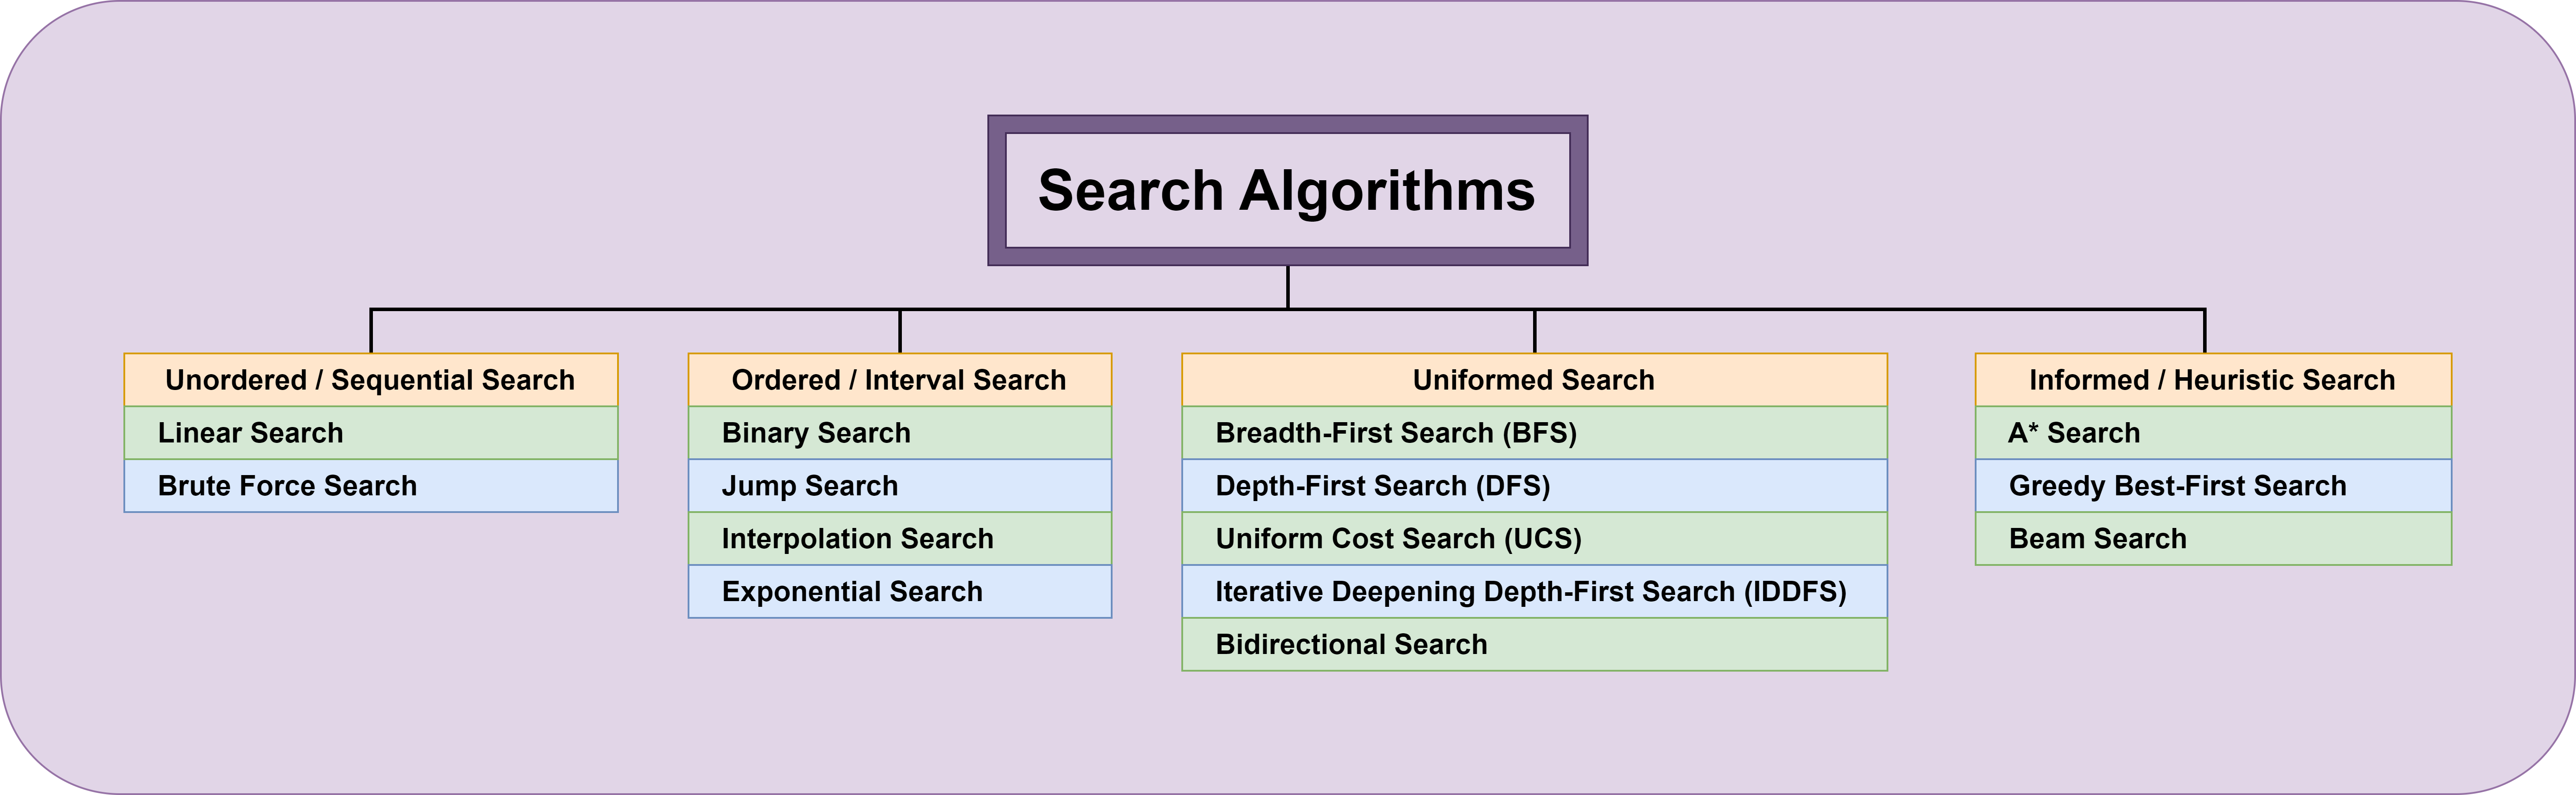 Search Algorithms
Unordered / Sequential Search
Linear Search
Brute Force Search
Ordered / Interval Search
Binary Search
Jump Search
Interpolation Search
Exponential Search
Uniformed Search
Breadth-First Search (BFS)
Depth-First Search (DFS)
Uniform Cost Search (UCS)
Iterative Deepening Depth-First Search (IDDFS)
Bidirectional Search
Informed / Heuristic Search
A* Search
Greedy Best-First Search
Beam Search